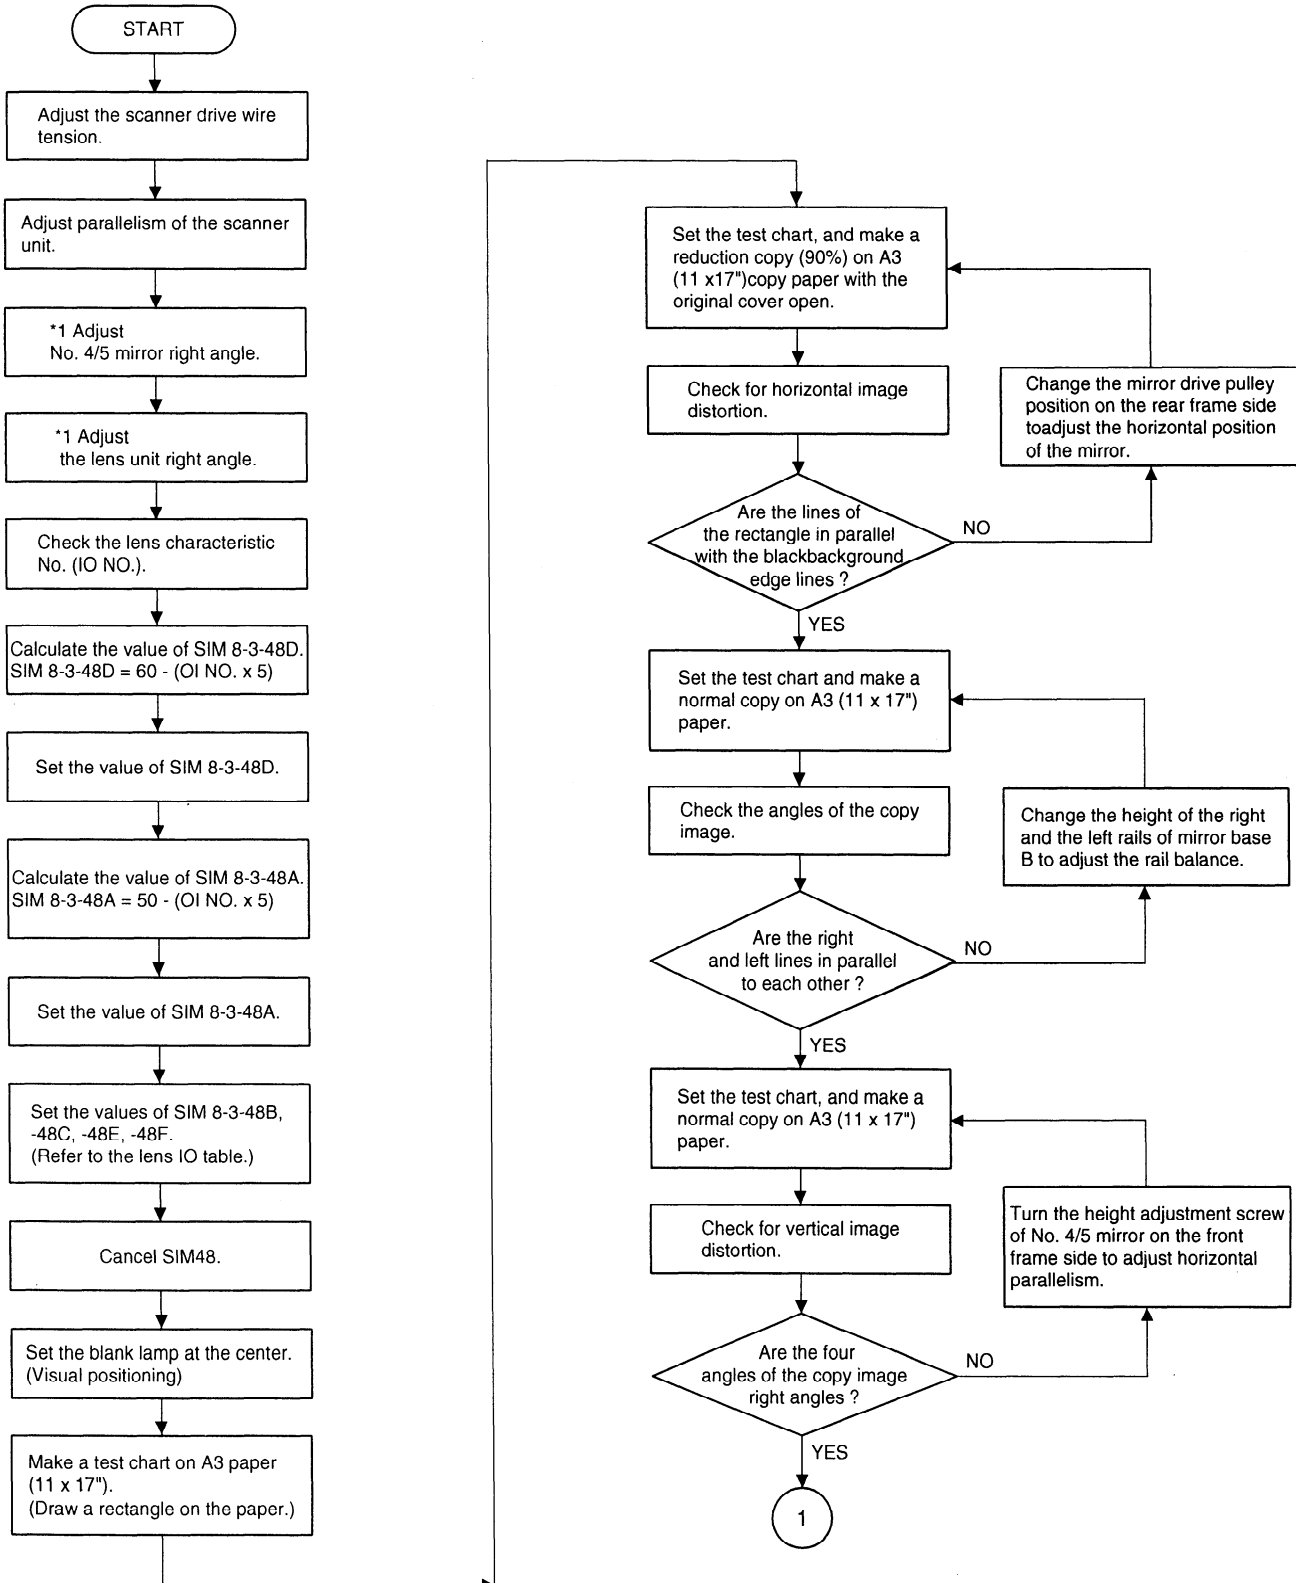 START
Adjust the scanner drive wire
tension.
Adjust parallelism of the scanner
unit.
*1 Adjust
No. 4/5 mirror right angle.
*1 Adjust
the lens unit right angle.
Check the lens characteristic
No. (IO NO.).
Calculate the value of SIM 8-3-48D.
SIM 8-3-48D = 60 - (OI NO. x 5)
Set the value of SIM 8-3-48D.
Calculate the value of SIM 8-3-48A.
SIM 8-3-48A = 50 - (OI NO. x 5)
Set the value of SIM 8-3-48A.
Set the values of SIM 8-3-48B,
-48C, -48E, -48F.
(Refer to the lens IO table.)
Cancel SIM48.
Set the blank lamp at the center.
(Visual positioning)
Make a test chart on A3 paper
(11 x 17").
(Draw a rectangle on the paper.)
Set the test chart, and make a
reduction copy (90%) on A3
(11 x17")copy paper with the
original cover open.
Check for horizontal image
distortion.
Change the mirror drive pulley
position on the rear frame side
toadjust the horizontal position
of the mirror.
Are the lines of
the rectangle in parallel
with the blackbackground
edge lines ?
NO
YES
Set the test chart and make a
normal copy on A3 (11 x 17")
paper.
Check the angles of the copy
image.
Change the height of the right
and the left rails of mirror base
B to adjust the rail balance.
Are the right
and left lines in parallel
to each other ?
NO
YES
Set the test chart, and make a
normal copy on A3 (11 x 17")
paper.
Check for vertical image
distortion.
Turn the height adjustment screw
of No. 4/5 mirror on the front
frame side to adjust horizontal
parallelism.
Are the four
angles of the copy image
right angles ?
NO
YES
1